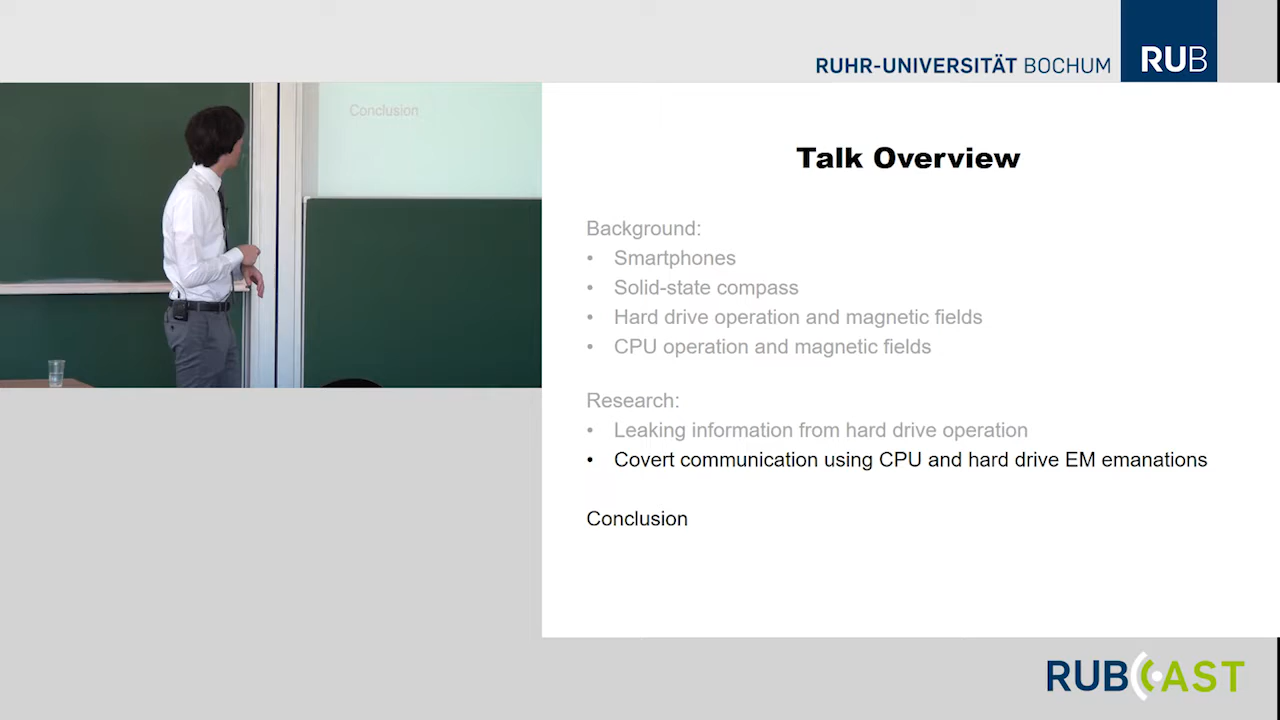 RUHR-UNIVERSITÄT BOCHUM
RUB
Conclusion
Talk Overview
Background:
• Smartphones
• Solid-state compass
• Hard drive operation and magnetic fields
• CPU operation and magnetic fields
Research:
• Leaking information from hard drive operation
• Covert communication using CPU and hard drive EM emanations
Conclusion
RUBCAST